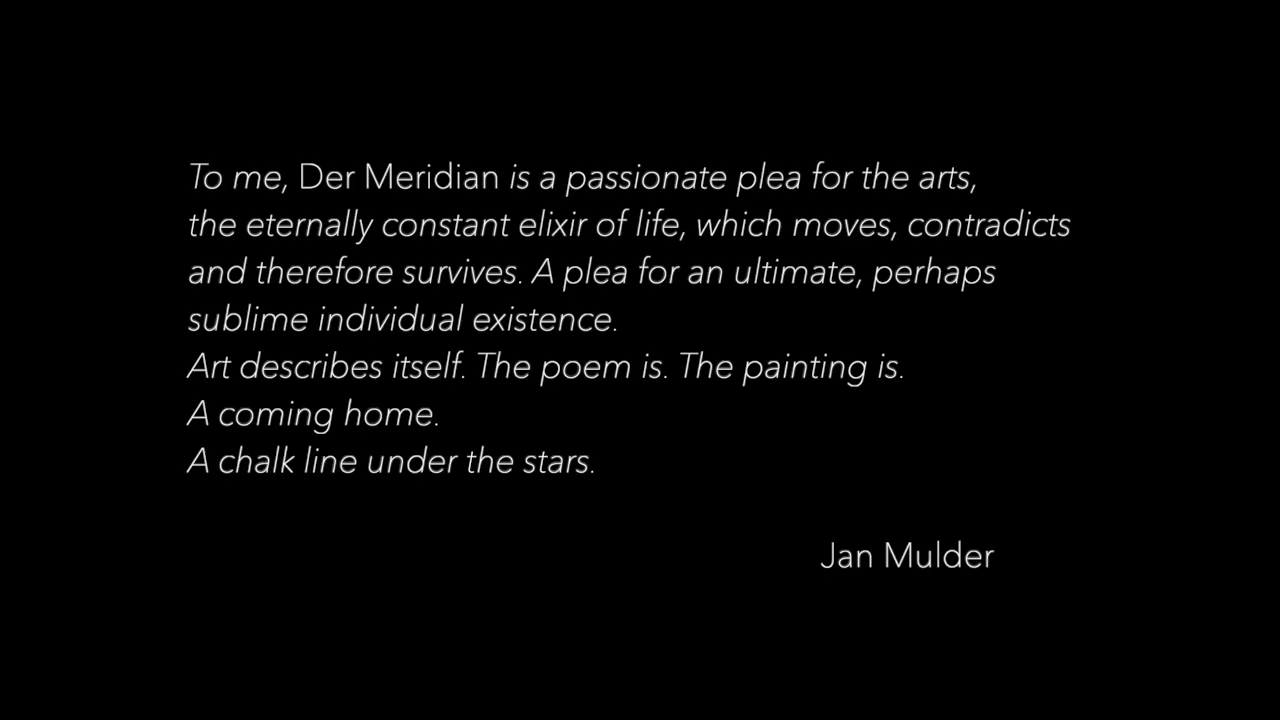 To me, Der Meridian is a passionate plea for the arts,
the eternally constant elixir of life, which moves, contradicts
and therefore survives. A plea for an ultimate, perhaps
sublime individual existence.
Art describes itself. The poem is. The painting is.
A coming home.
A chalk line under the stars.
Jan Mulder